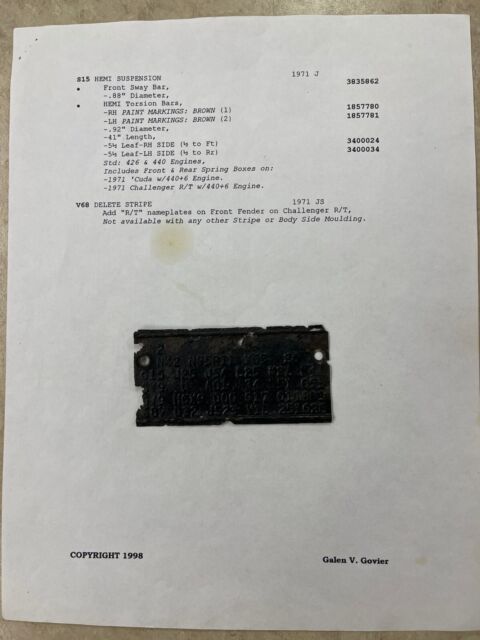 S15 HEMI SUSPENSION 1971 J
• Front Sway Bar, 3835862
-.88" Diameter,
• HEMI Torsion Bars,
-RH PAINT MARKINGS: BROWN (1) 1857780
-LH PAINT MARKINGS: BROWN (2) 1857781
-.92" Diameter,
-41" Length,
-5½ Leaf-RH SIDE (½ to Ft) 3400024
-5½ Leaf-LH SIDE (½ to Rr) 3400034
Std: 426 & 440 Engines,
Includes Front & Rear Spring Boxes on:
-1971 'Cuda w/440+6 Engine.
-1971 Challenger R/T w/440+6 Engine.
V68 DELETE STRIPE 1971 JS
Add "R/T" nameplates on Front Fender on Challenger R/T,
Not available with any other Stripe or Body Side Moulding.
COPYRIGHT 1998
Galen V. Govier